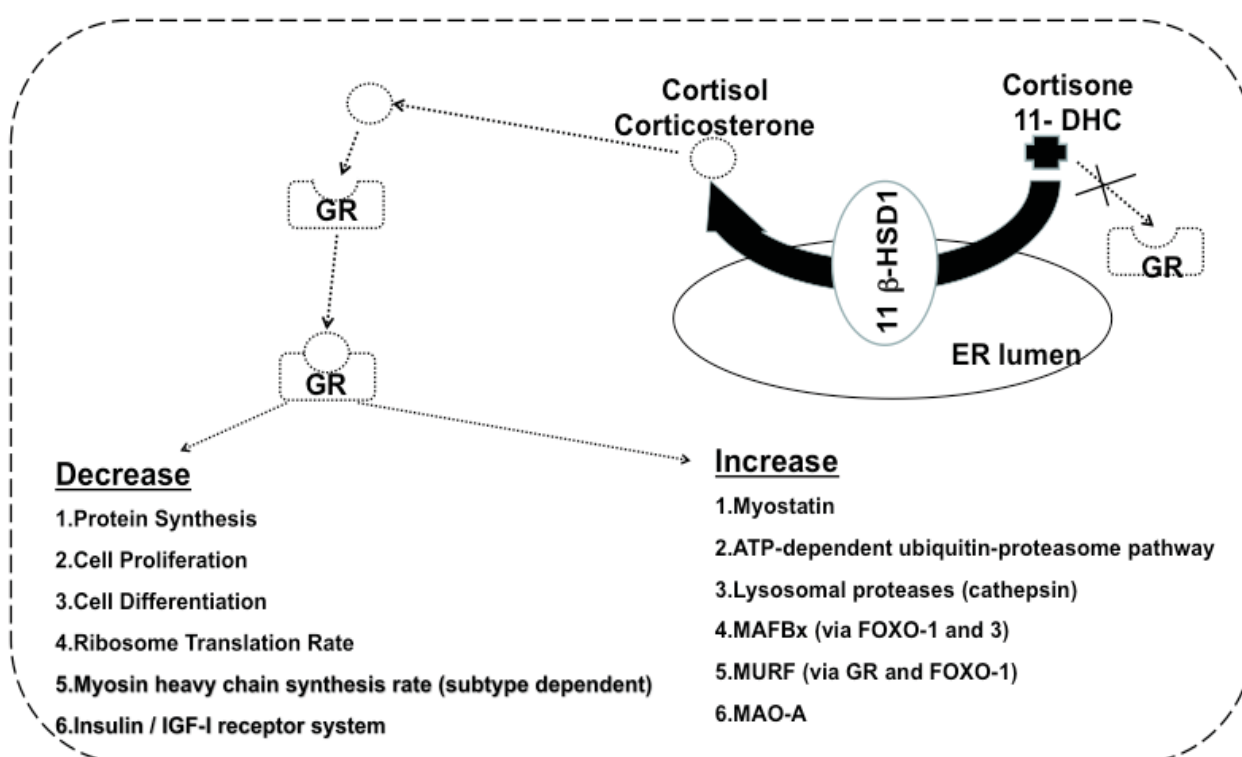 Cortisol
Corticosterone
Cortisone
11- DHC
GR
11 β-HSD1
GR
ER lumen
GR
Decrease
1.Protein Synthesis
2.Cell Proliferation
3.Cell Differentiation
4.Ribosome Translation Rate
5.Myosin heavy chain synthesis rate (subtype dependent)
6.Insulin / IGF-I receptor system
Increase
1.Myostatin
2.ATP-dependent ubiquitin-proteasome pathway
3.Lysosomal proteases (cathepsin)
4.MAFBx (via FOXO-1 and 3)
5.MURF (via GR and FOXO-1)
6.MAO-A